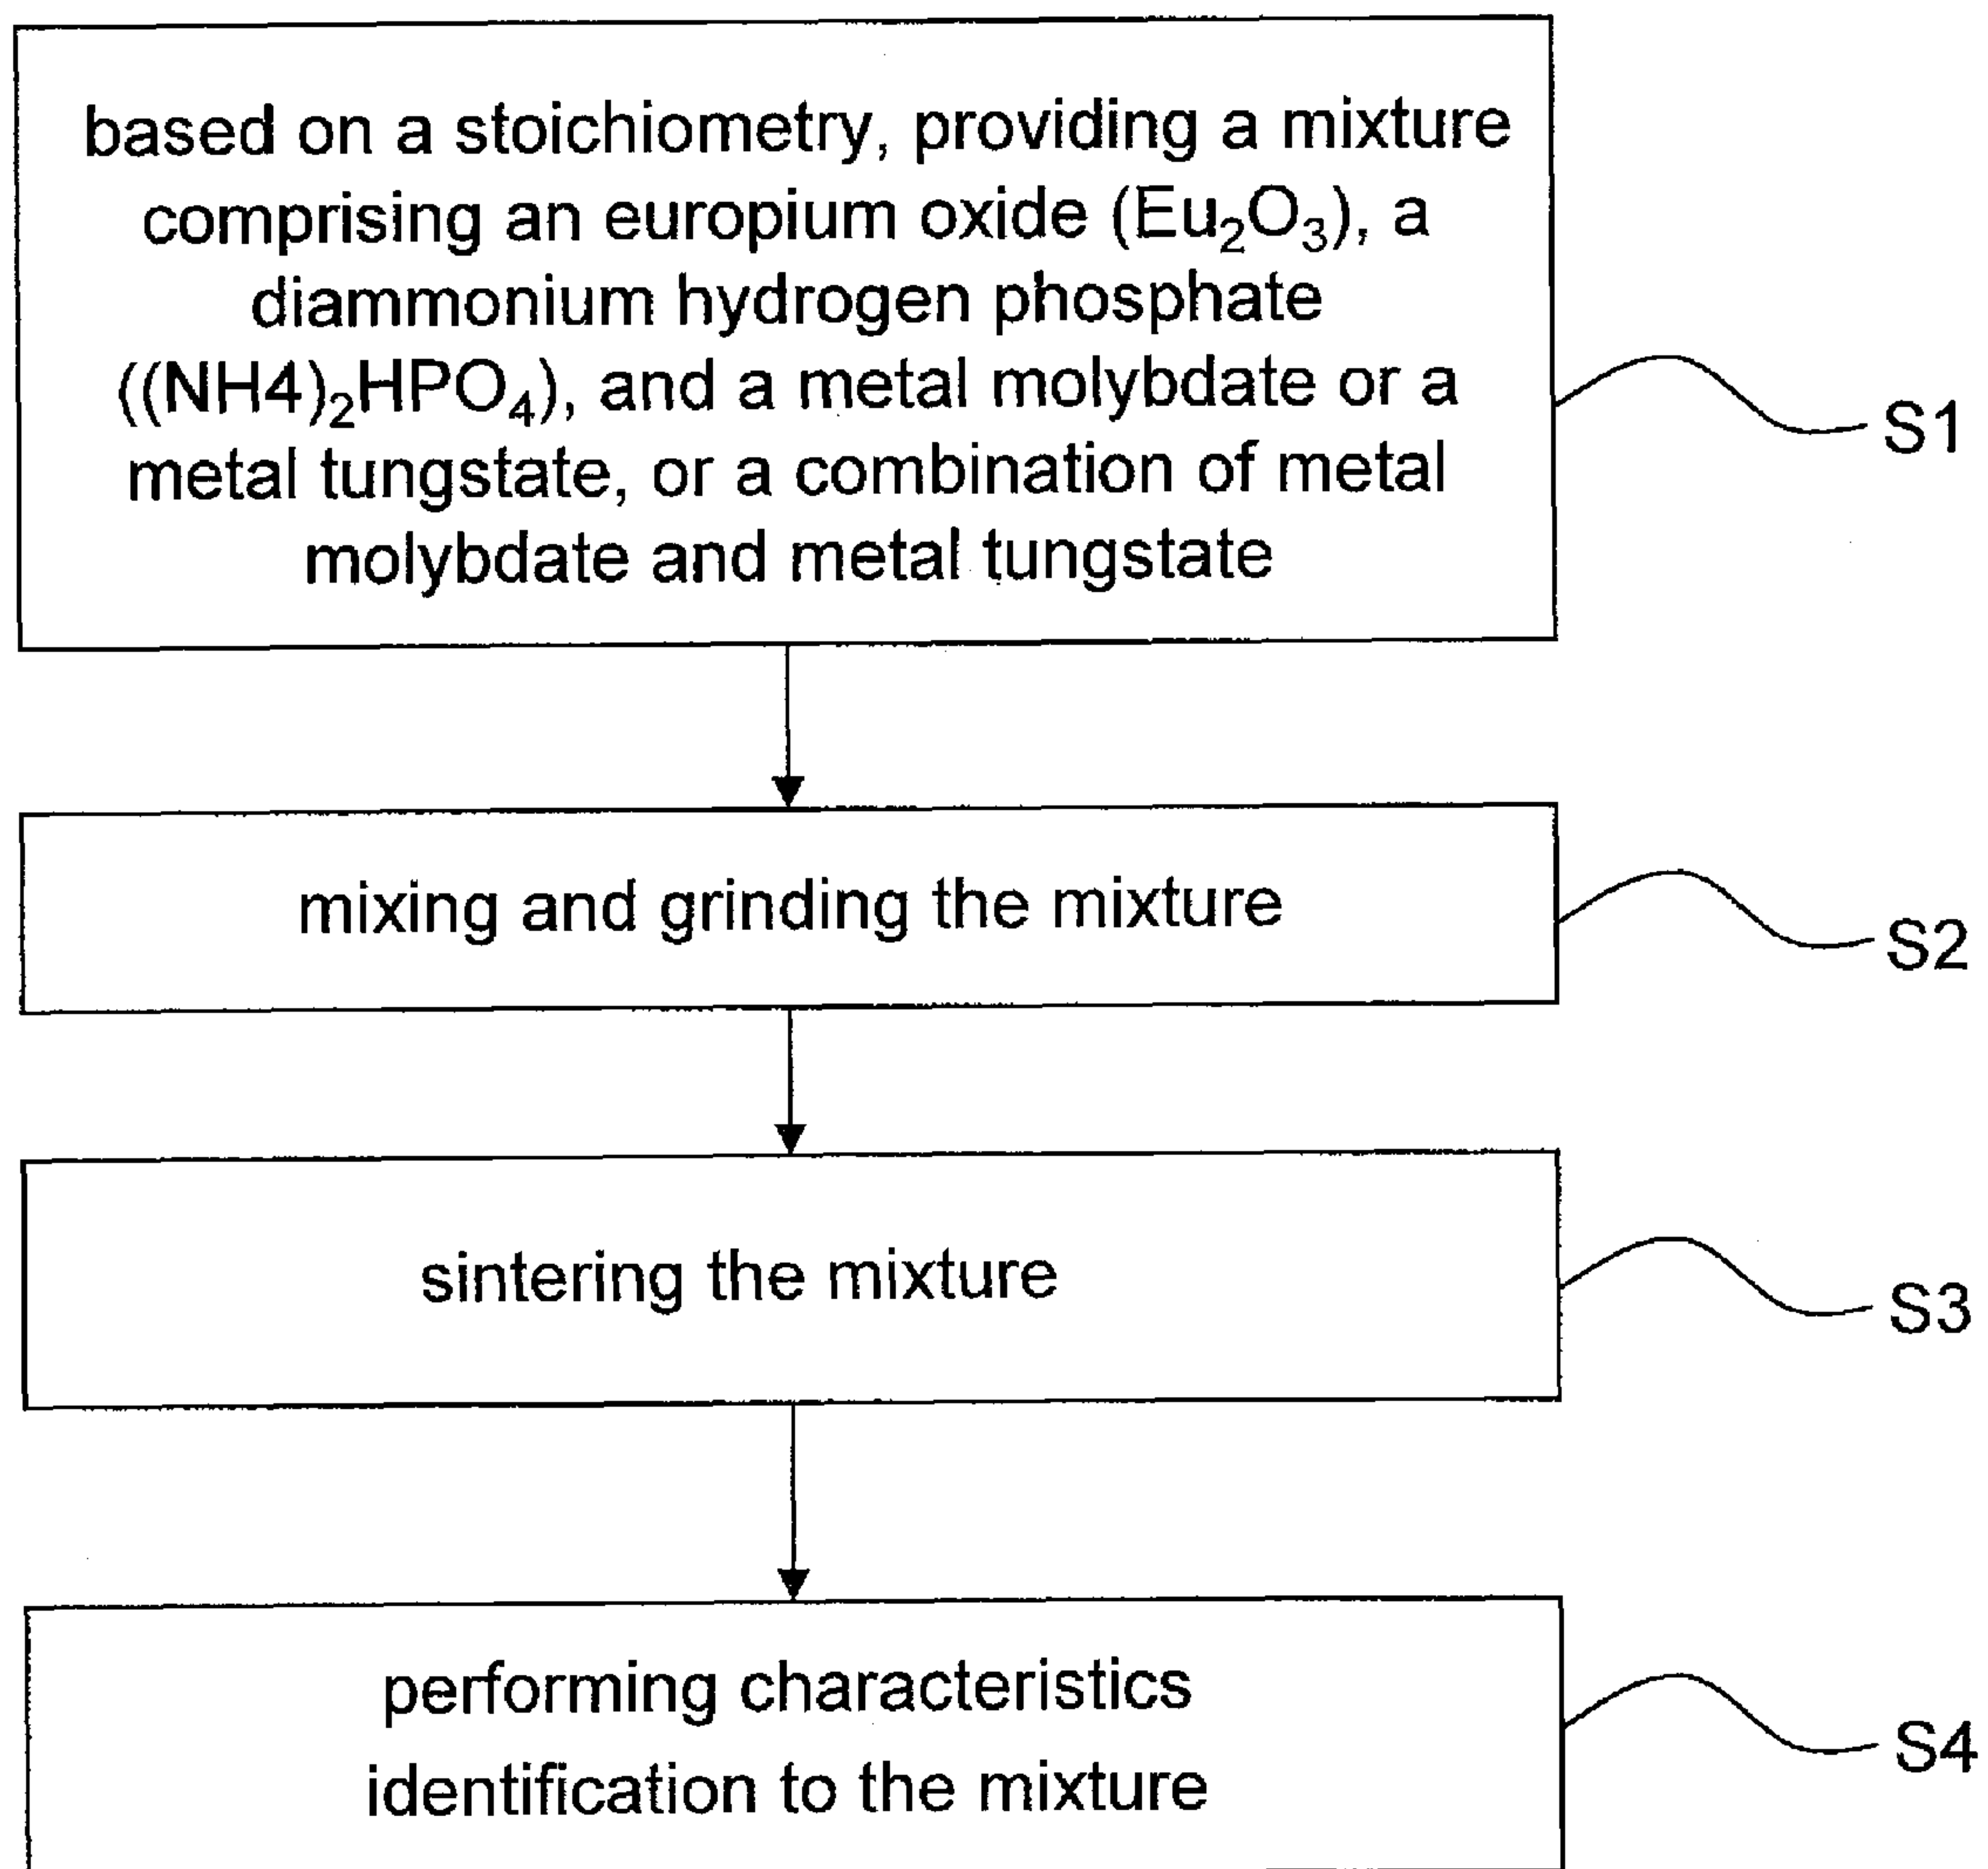 based on a stoichiometry, providing a mixture
comprising an europium oxide (Eu₂O₃), a
diammonium hydrogen phosphate
((NH4)₂HPO₄), and a metal molybdate or a
metal tungstate, or a combination of metal
molybdate and metal tungstate
S1
mixing and grinding the mixture
S2
sintering the mixture
S3
performing characteristics
identification to the mixture
S4